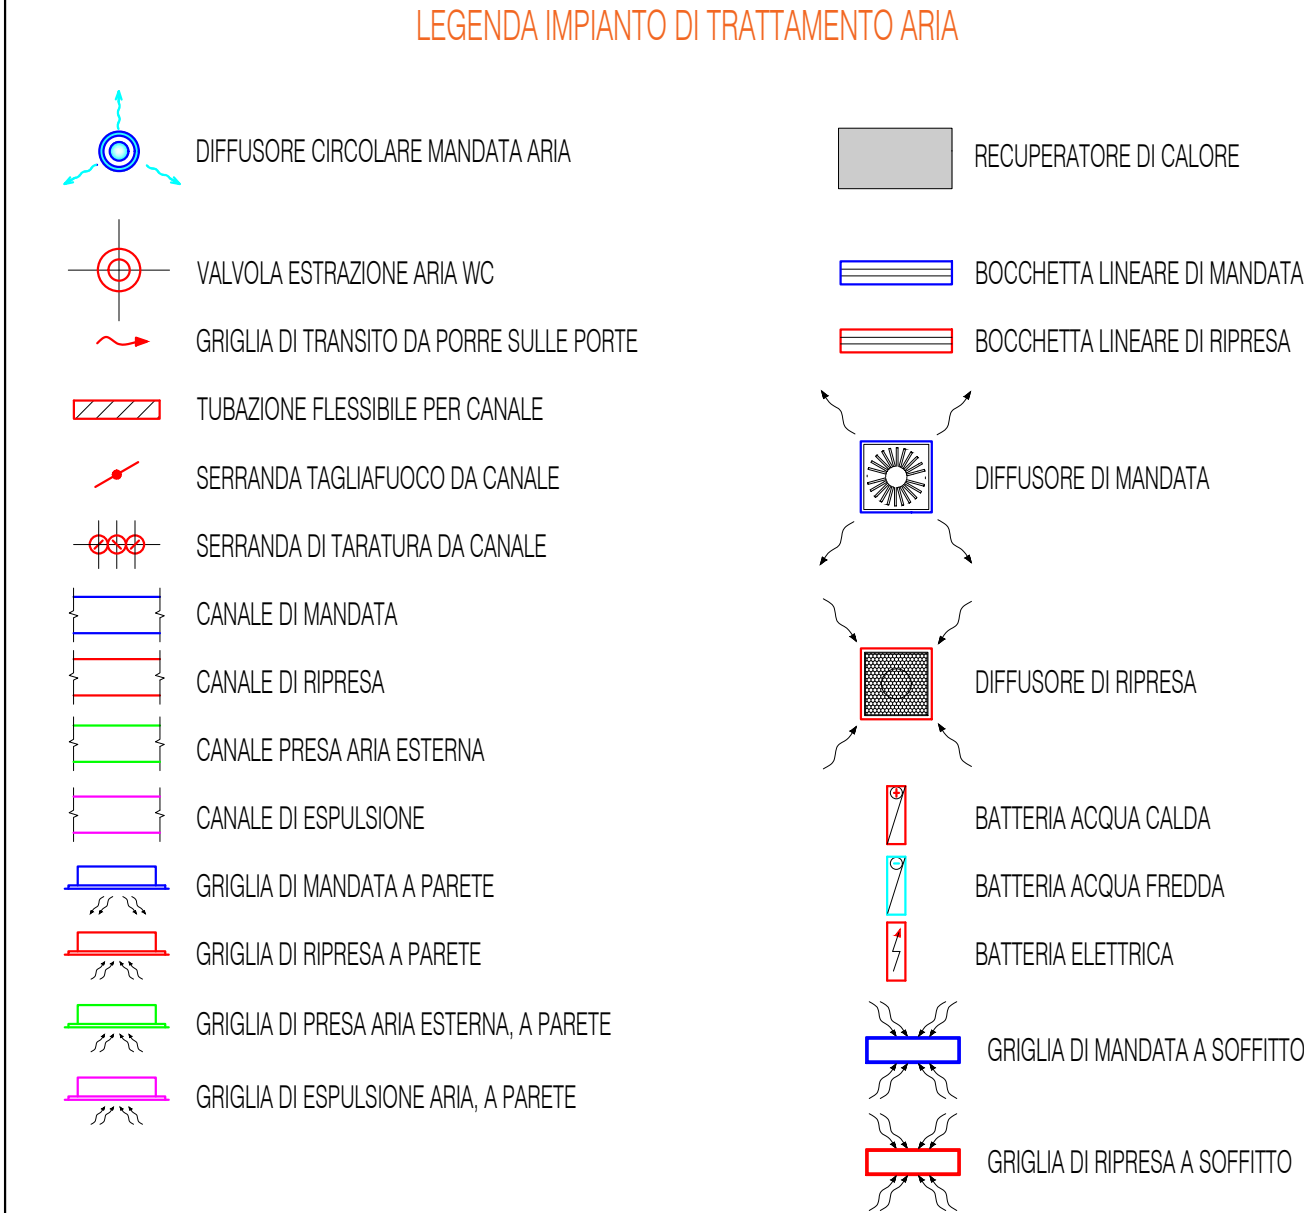 LEGENDA IMPIANTO DI TRATTAMENTO ARIA
DIFFUSORE CIRCOLARE MANDATA ARIA
VALVOLA ESTRAZIONE ARIA WC
GRIGLIA DI TRANSITO DA PORRE SULLE PORTE
TUBAZIONE FLESSIBILE PER CANALE
SERRANDA TAGLIAFUOCO DA CANALE
SERRANDA DI TARATURA DA CANALE
CANALE DI MANDATA
CANALE DI RIPRESA
CANALE PRESA ARIA ESTERNA
CANALE DI ESPULSIONE
GRIGLIA DI MANDATA A PARETE
GRIGLIA DI RIPRESA A PARETE
GRIGLIA DI PRESA ARIA ESTERNA, A PARETE
GRIGLIA DI ESPULSIONE ARIA, A PARETE
RECUPERATORE DI CALORE
BOCCHETTA LINEARE DI MANDATA
BOCCHETTA LINEARE DI RIPRESA
DIFFUSORE DI MANDATA
DIFFUSORE DI RIPRESA
BATTERIA ACQUA CALDA
BATTERIA ACQUA FREDDA
BATTERIA ELETTRICA
GRIGLIA DI MANDATA A SOFFITTO
GRIGLIA DI RIPRESA A SOFFITTO